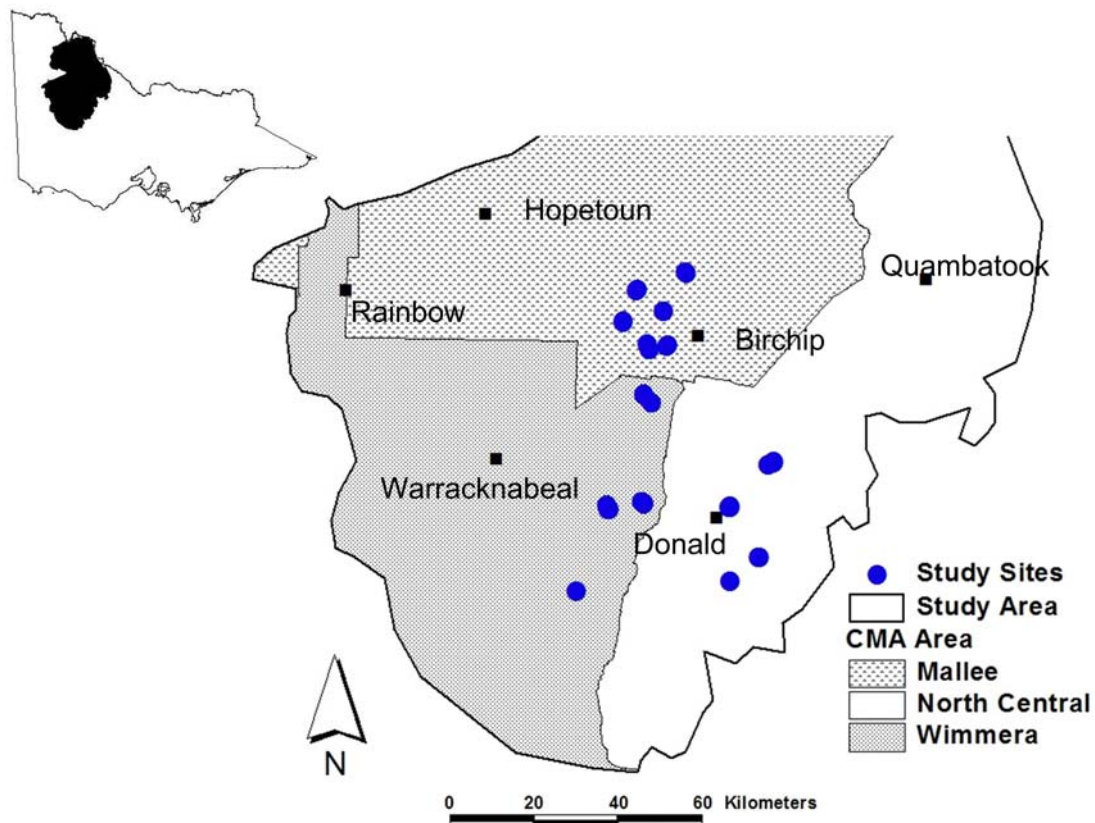 Hopetoun
Quambatook
Rainbow
Birchip
Warracknabeal
Donald
Study Sites
Study Area
CMA Area
Mallee
North Central
Wimmera
N
0 20 40 60 Kilometers